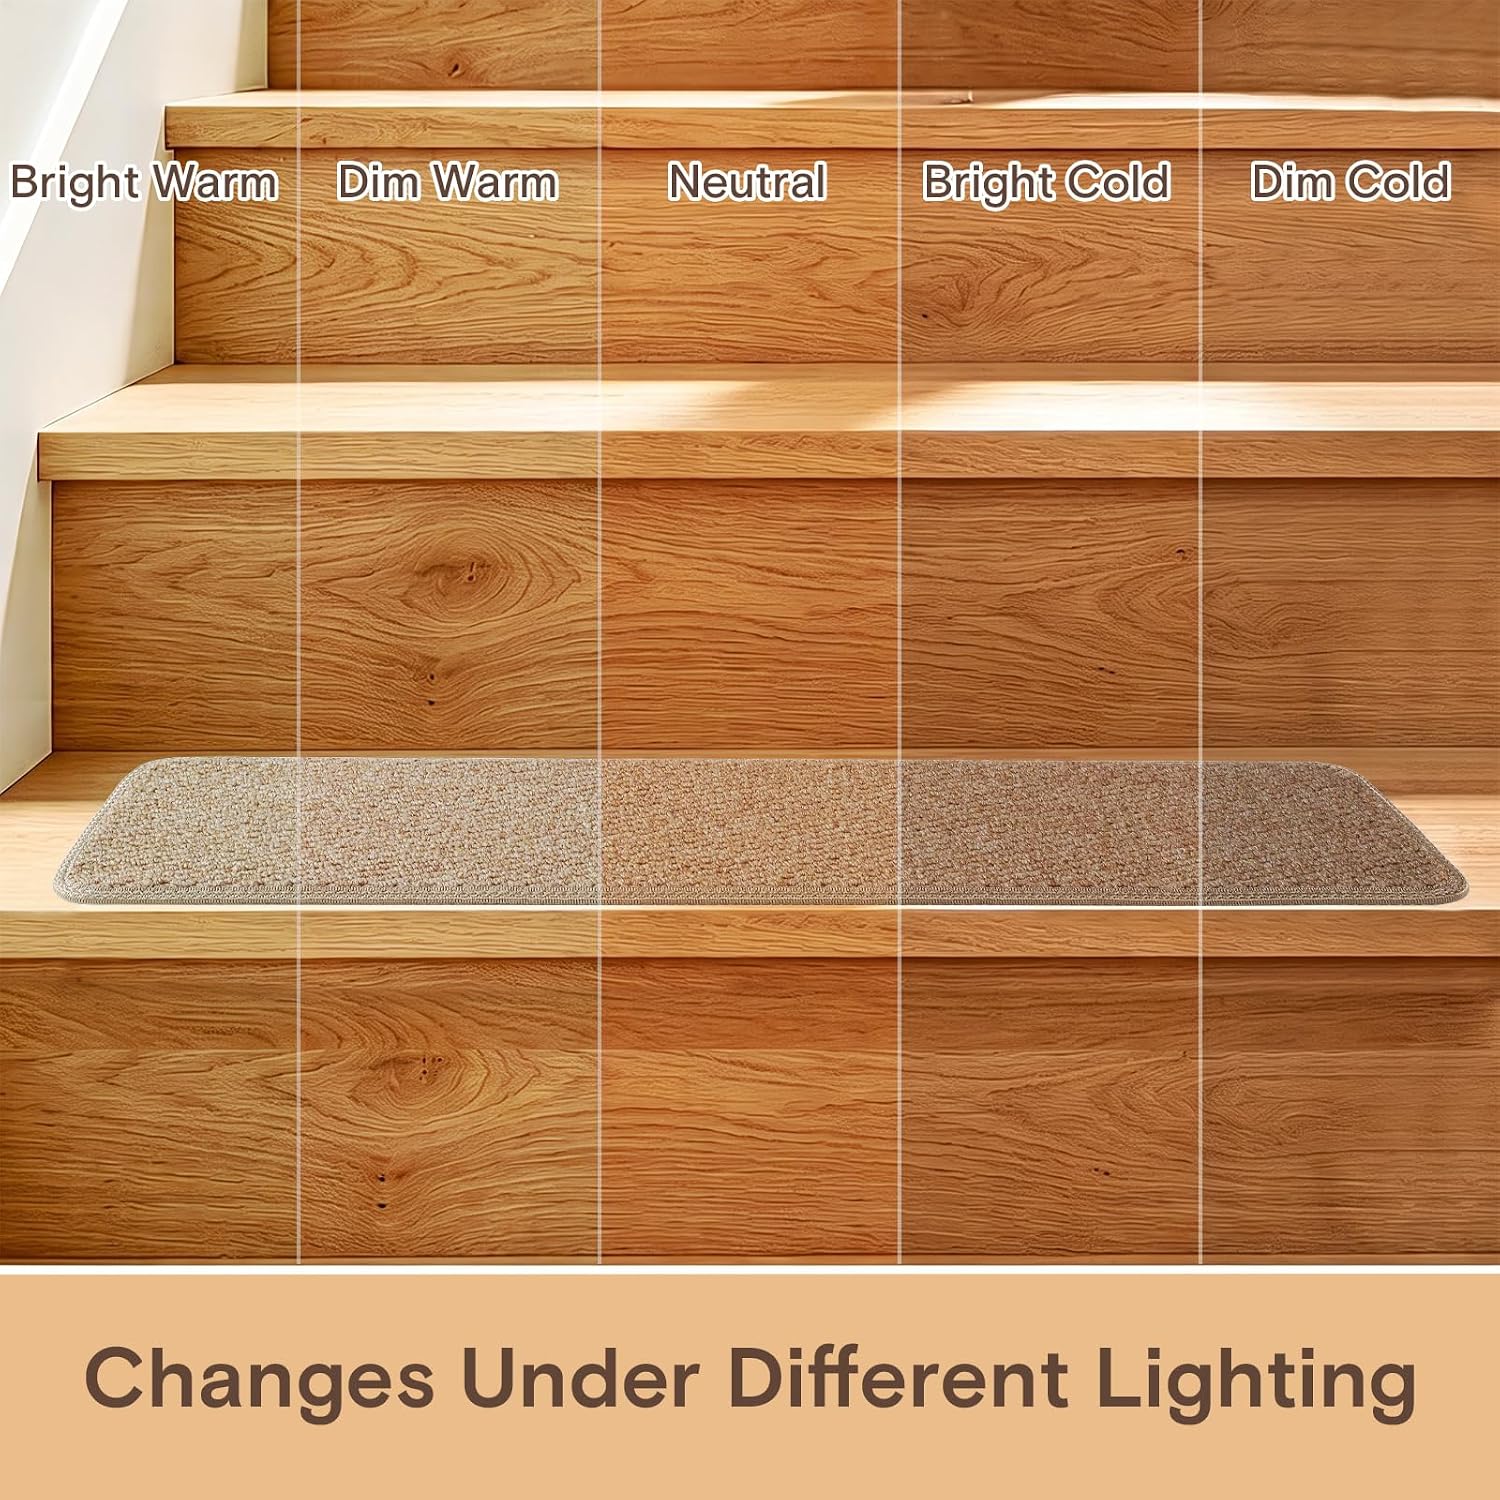 Bright Warm
Dim Warm
Neutral
Bright Cold
Dim Cold
Changes Under Different Lighting